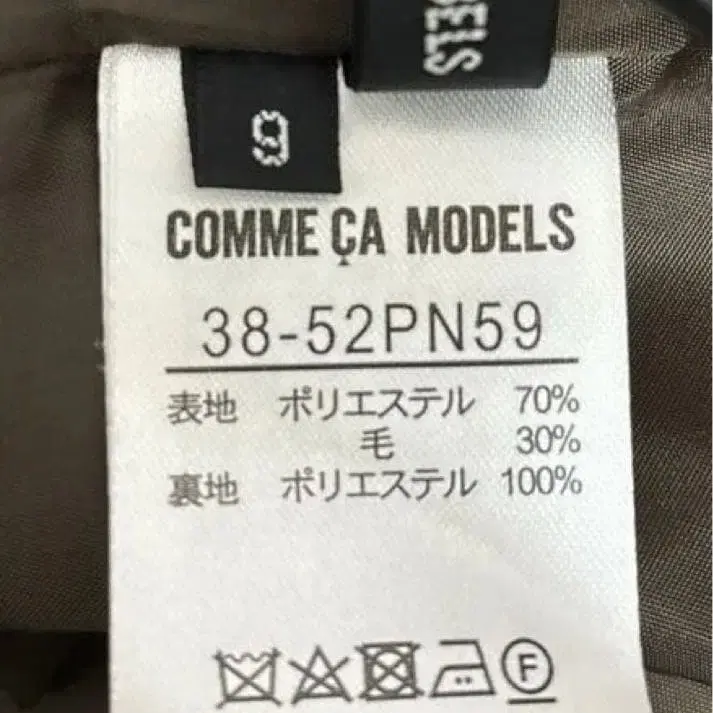 DELS
9
COMME ÇA MODELS
38-52PN59
表地 ポリエステル 70%
毛 30%
裏地 ポリエステル 100%
F